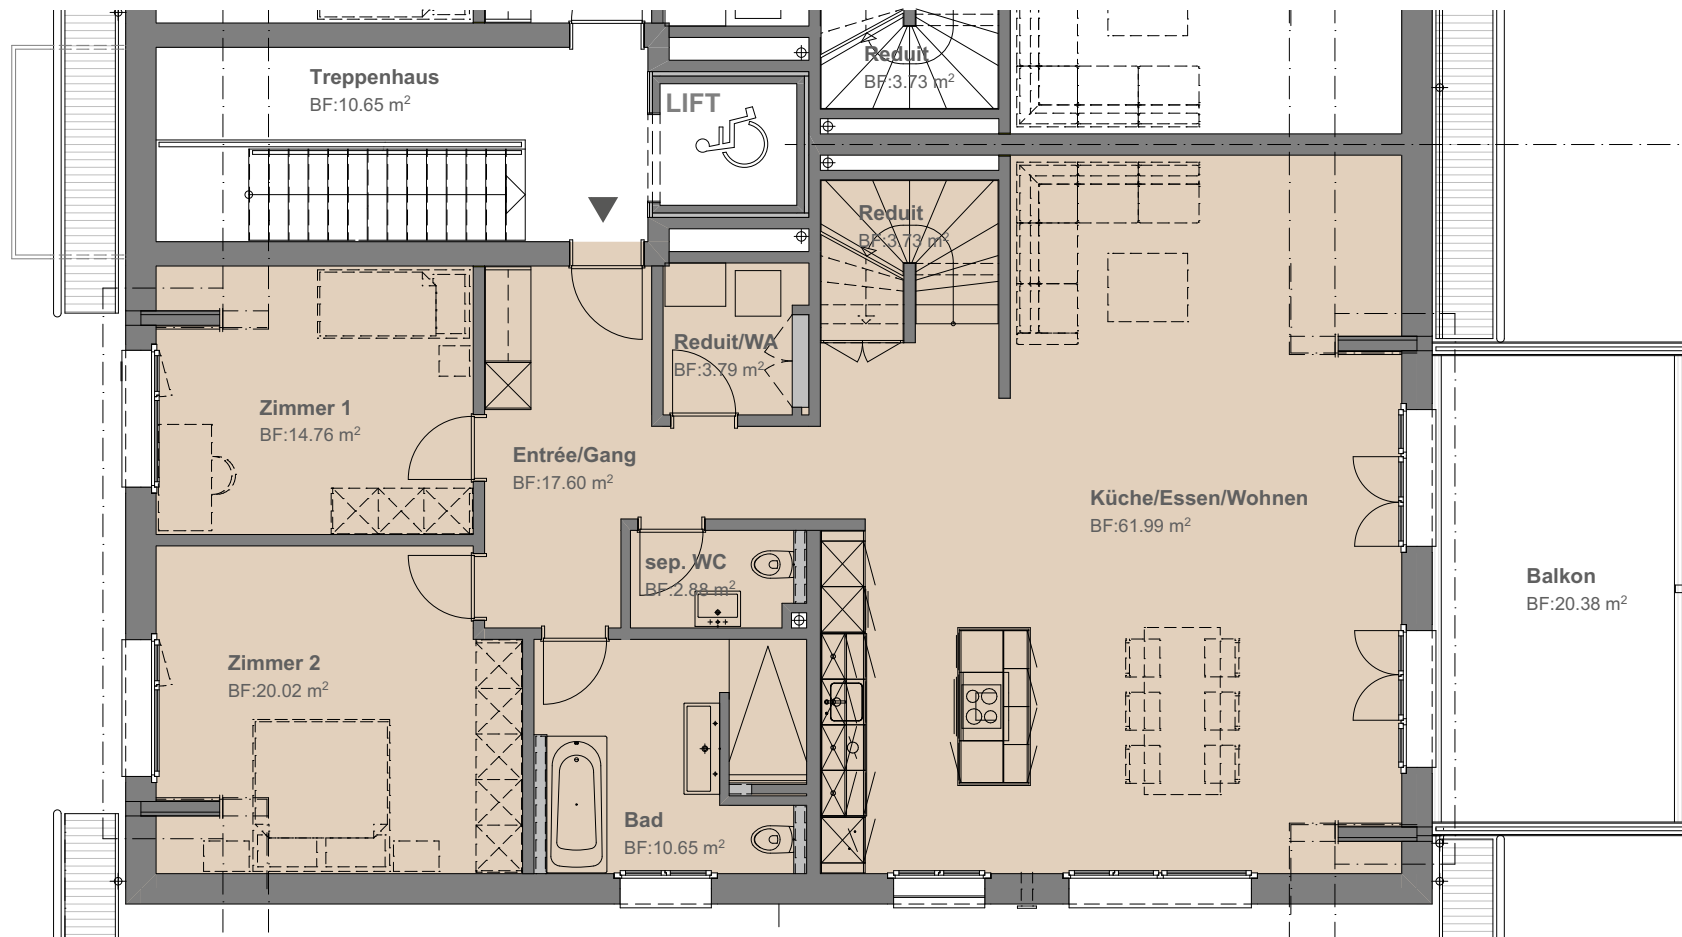 Treppenhaus
BF:10.65 m²
LIFT
Reduit
BF:3.73 m²
Reduit
BF:3.73 m²
Reduit/WA
BF:3.79 m²
Zimmer 1
BF:14.76 m²
Entrée/Gang
BF:17.60 m²
Küche/Essen/Wohnen
BF:61.99 m²
sep. WC
BF:2.88 m²
Balkon
BF:20.38 m²
Zimmer 2
BF:20.02 m²
Bad
BF:10.65 m²